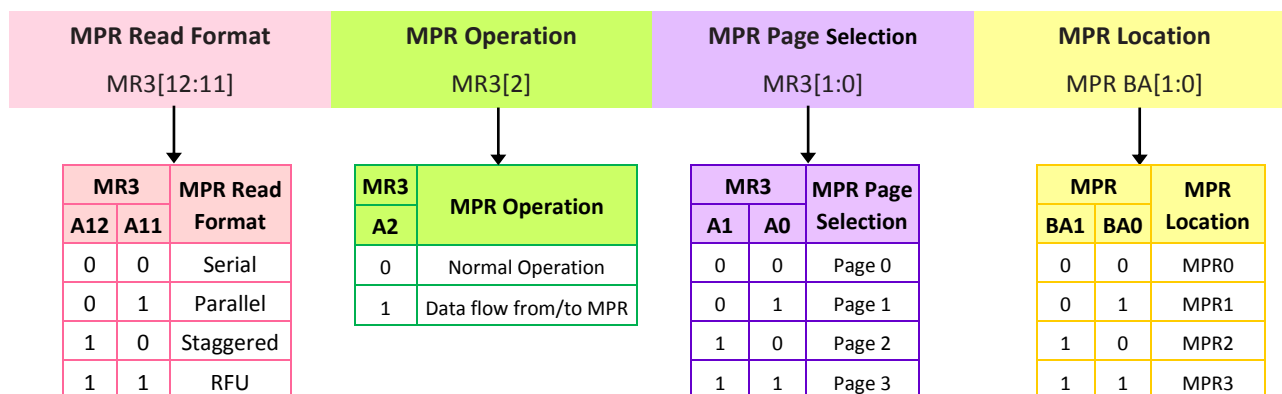 MPR Read Format MPR Operation MPR Page Selection MPR Location
MR3[12:11] MR3[2] MR3[1:0] MPR BA[1:0]
MR3 MPR Read Format
A12 A11
0 0 Serial
0 1 Parallel
1 0 Staggered
1 1 RFU
MR3 MPR Operation
A2
0 Normal Operation
1 Data flow from/to MPR
MR3 MPR Page Selection
A1 A0
0 0 Page 0
0 1 Page 1
1 0 Page 2
1 1 Page 3
MPR MPR Location
BA1 BA0
0 0 MPR0
0 1 MPR1
1 0 MPR2
1 1 MPR3